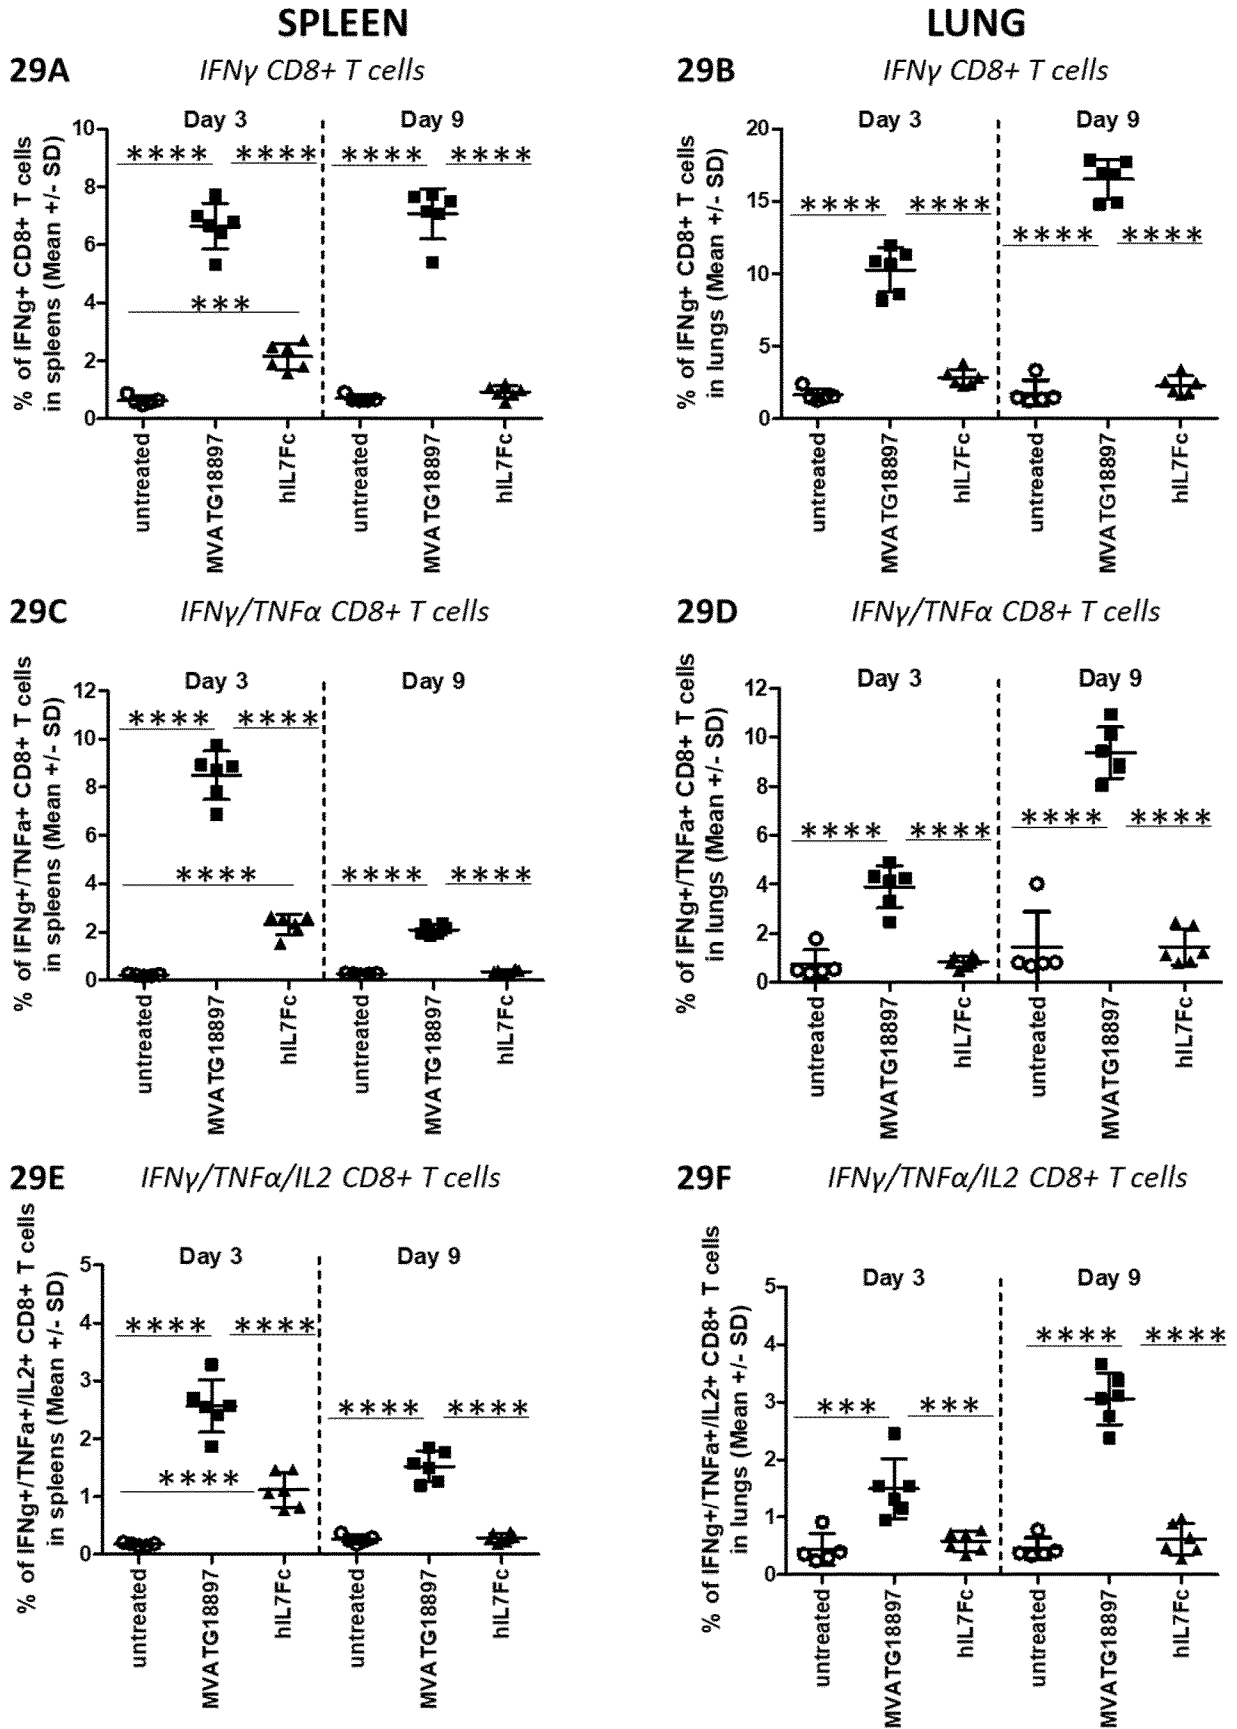 SPLEEN
LUNG
29A
IFNγ CD8+ T cells
% of IFNg+ CD8+ T cells
in spleens (Mean +/- SD)
Day 3
Day 9
10
8
6
4
2
0
**** **** **** ****
***
untreated
MVATG18897
hIL7Fc
untreated
MVATG18897
hIL7Fc
29B
IFNγ CD8+ T cells
% of IFNg+ CD8+ T cells
in lungs (Mean +/- SD)
Day 3
Day 9
20
15
10
5
0
**** ****
**** ****
untreated
MVATG18897
hIL7Fc
untreated
MVATG18897
hIL7Fc
29C
IFNγ/TNFα CD8+ T cells
% of IFNg+/TNFa+ CD8+ T cells
in spleens (Mean +/- SD)
Day 3
Day 9
12
10
8
6
4
2
0
**** ****
**** **** ****
untreated
MVATG18897
hIL7Fc
untreated
MVATG18897
hIL7Fc
29D
IFNγ/TNFα CD8+ T cells
% of IFNg+/TNFa+ CD8+ T cells
in lungs (Mean +/- SD)
Day 3
Day 9
12
10
8
6
4
2
0
**** **** **** ****
untreated
MVATG18897
hIL7Fc
untreated
MVATG18897
hIL7Fc
29E
IFNγ/TNFα/IL2 CD8+ T cells
% of IFNg+/TNFa+/IL2+ CD8+ T cells
in spleens (Mean +/- SD)
Day 3
Day 9
5
4
3
2
1
0
**** ****
**** ****
****
untreated
MVATG18897
hIL7Fc
untreated
MVATG18897
hIL7Fc
29F
IFNγ/TNFα/IL2 CD8+ T cells
% of IFNg+/TNFa+/IL2+ CD8+ T cells
in lungs (Mean +/- SD)
Day 3
Day 9
5
4
3
2
1
0
**** ****
*** ***
untreated
MVATG18897
hIL7Fc
untreated
MVATG18897
hIL7Fc